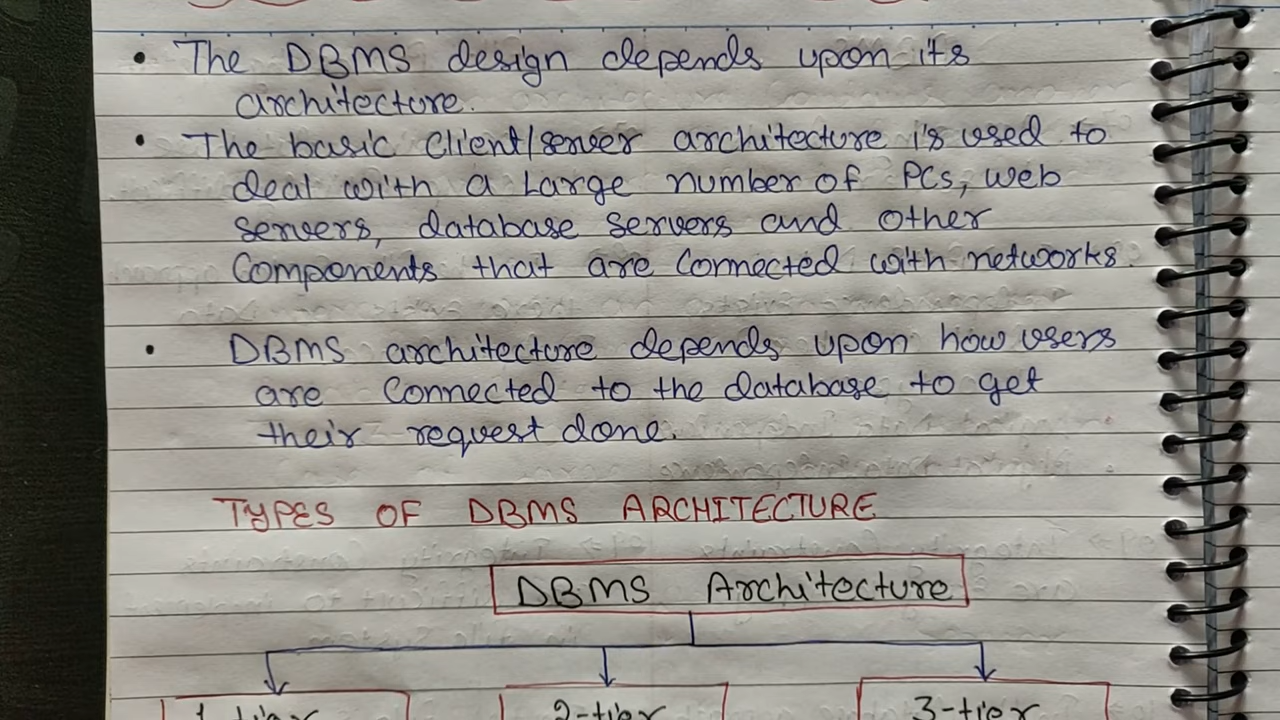 • The DBMS design depends upon its
architecture.
• The basic Client/server architecture is used to
deal with a large number of PCs, web
servers, database servers and other
Components that are Connected with networks.
• DBMS architecture depends upon how users
are Connected to the database to get
their request done.
TYPES OF DBMS ARCHITECTURE
DBMS Architecture
1-tier 2-tier 3-tier